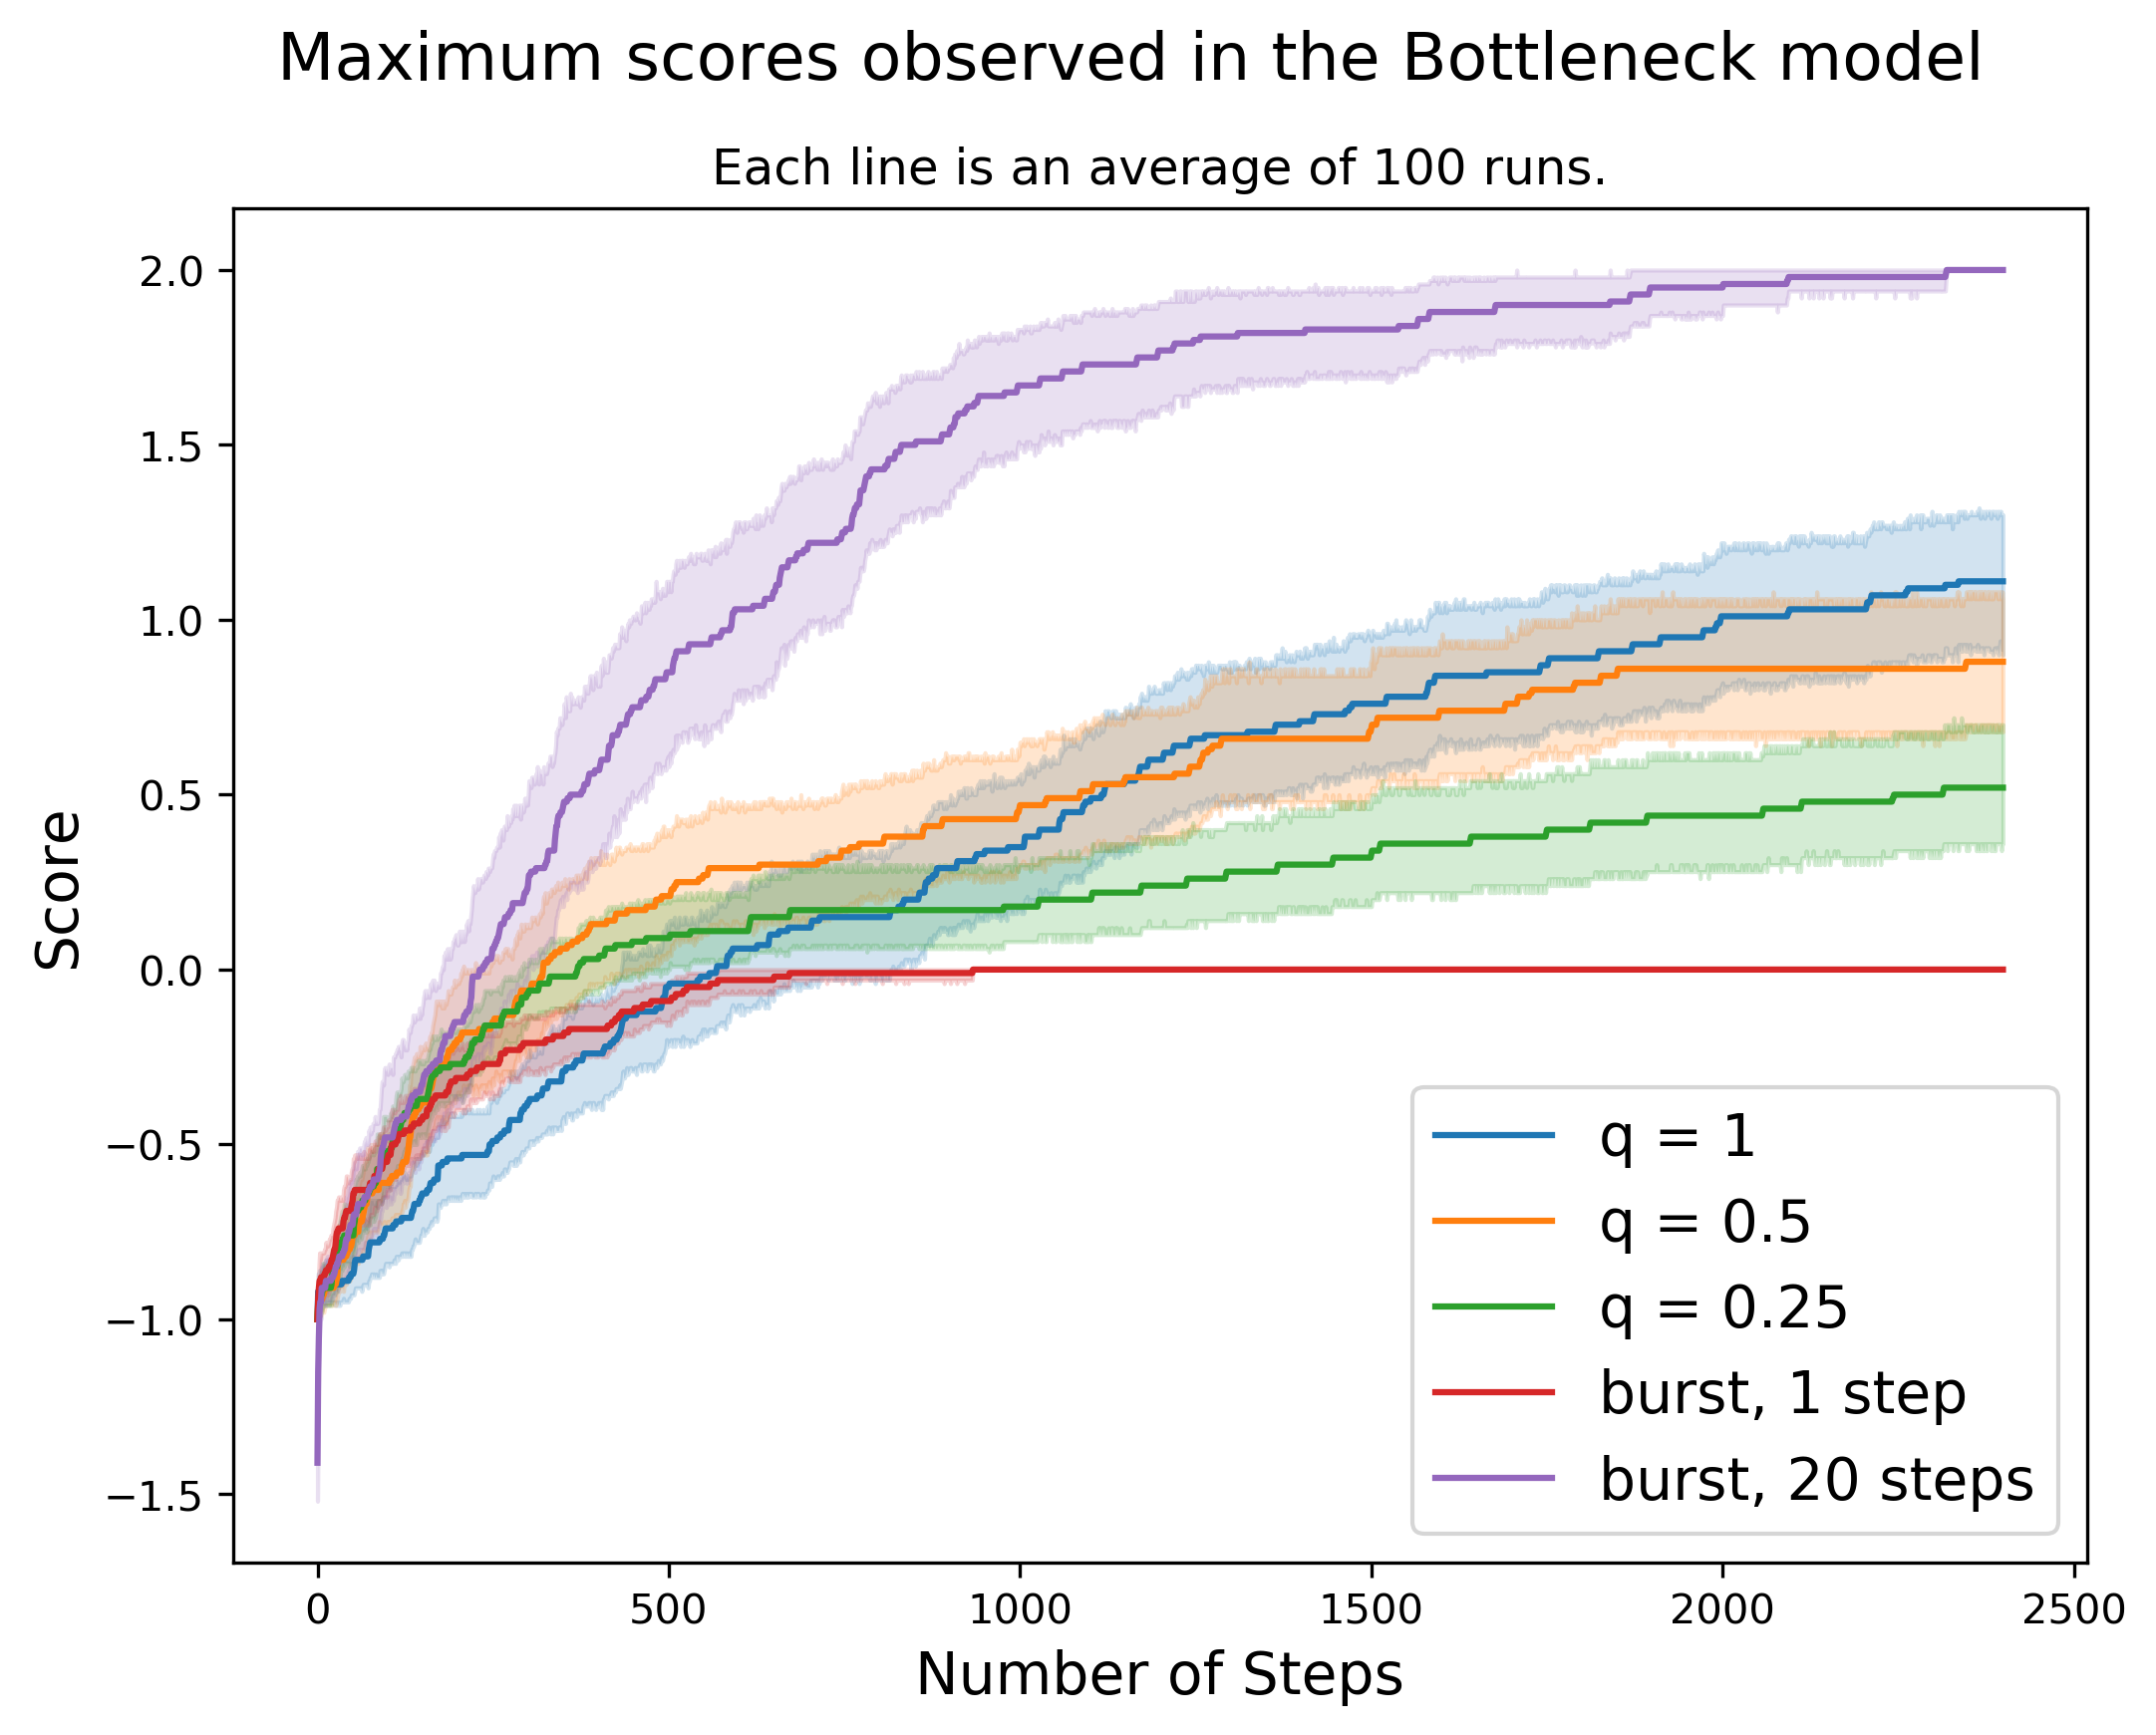 Maximum scores observed in the Bottleneck model
Each line is an average of 100 runs.
Score
2.0
1.5
1.0
0.5
0.0
−0.5
−1.0
−1.5
q = 1
q = 0.5
q = 0.25
burst, 1 step
burst, 20 steps
0 500 1000 1500 2000 2500
Number of Steps